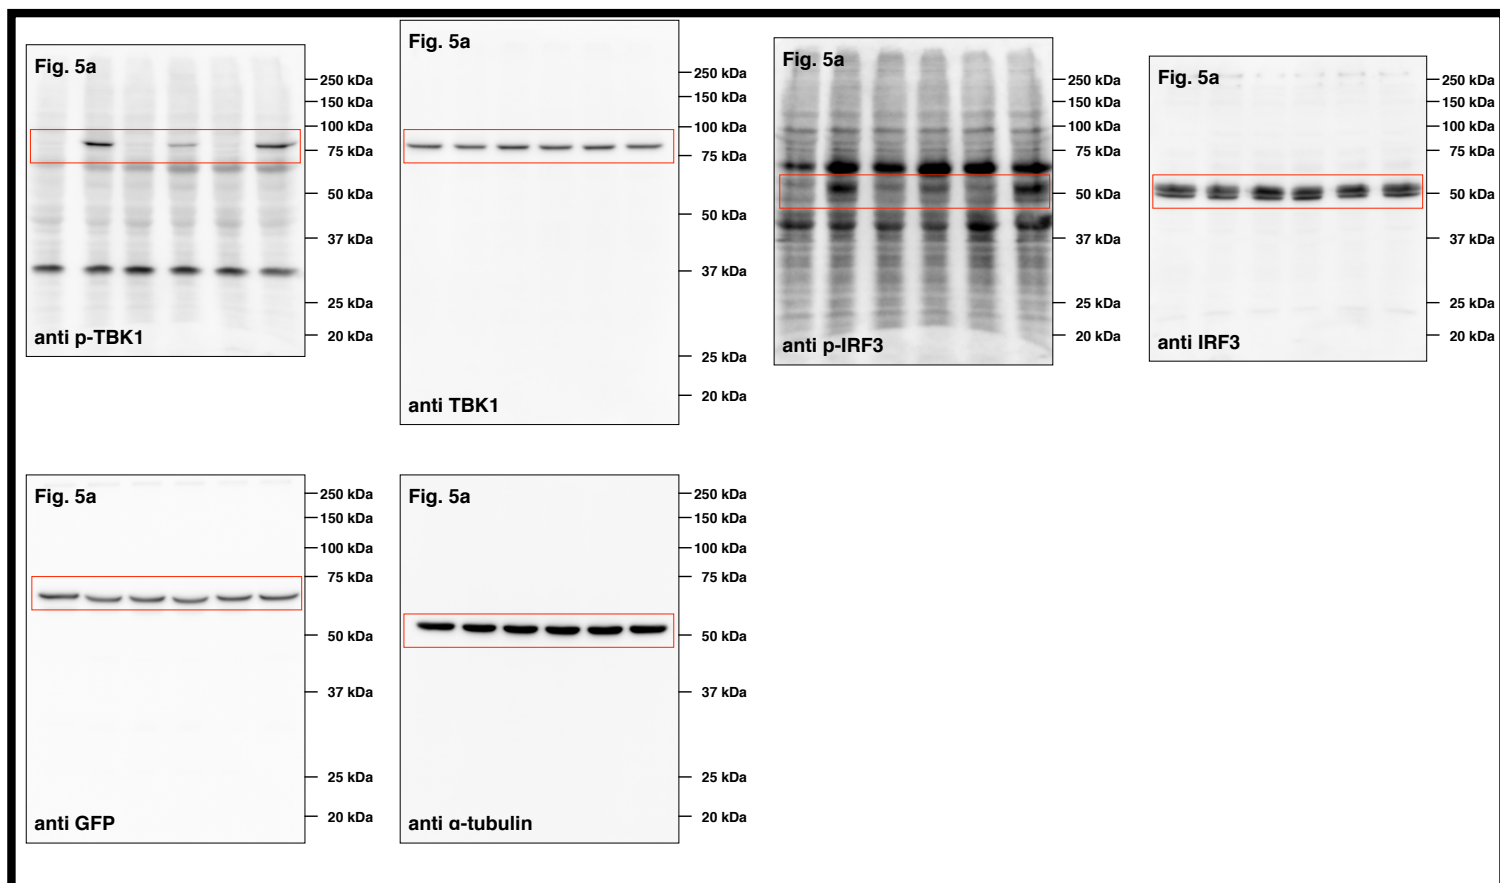 Fig. 5a
250 kDa
150 kDa
100 kDa
75 kDa
50 kDa
37 kDa
25 kDa
20 kDa
anti p-TBK1
Fig. 5a
250 kDa
150 kDa
100 kDa
75 kDa
50 kDa
37 kDa
25 kDa
20 kDa
anti TBK1
Fig. 5a
250 kDa
150 kDa
100 kDa
75 kDa
50 kDa
37 kDa
25 kDa
20 kDa
anti p-IRF3
Fig. 5a
250 kDa
150 kDa
100 kDa
75 kDa
50 kDa
37 kDa
25 kDa
20 kDa
anti IRF3
Fig. 5a
250 kDa
150 kDa
100 kDa
75 kDa
50 kDa
37 kDa
25 kDa
20 kDa
anti GFP
Fig. 5a
250 kDa
150 kDa
100 kDa
75 kDa
50 kDa
37 kDa
25 kDa
20 kDa
anti α-tubulin